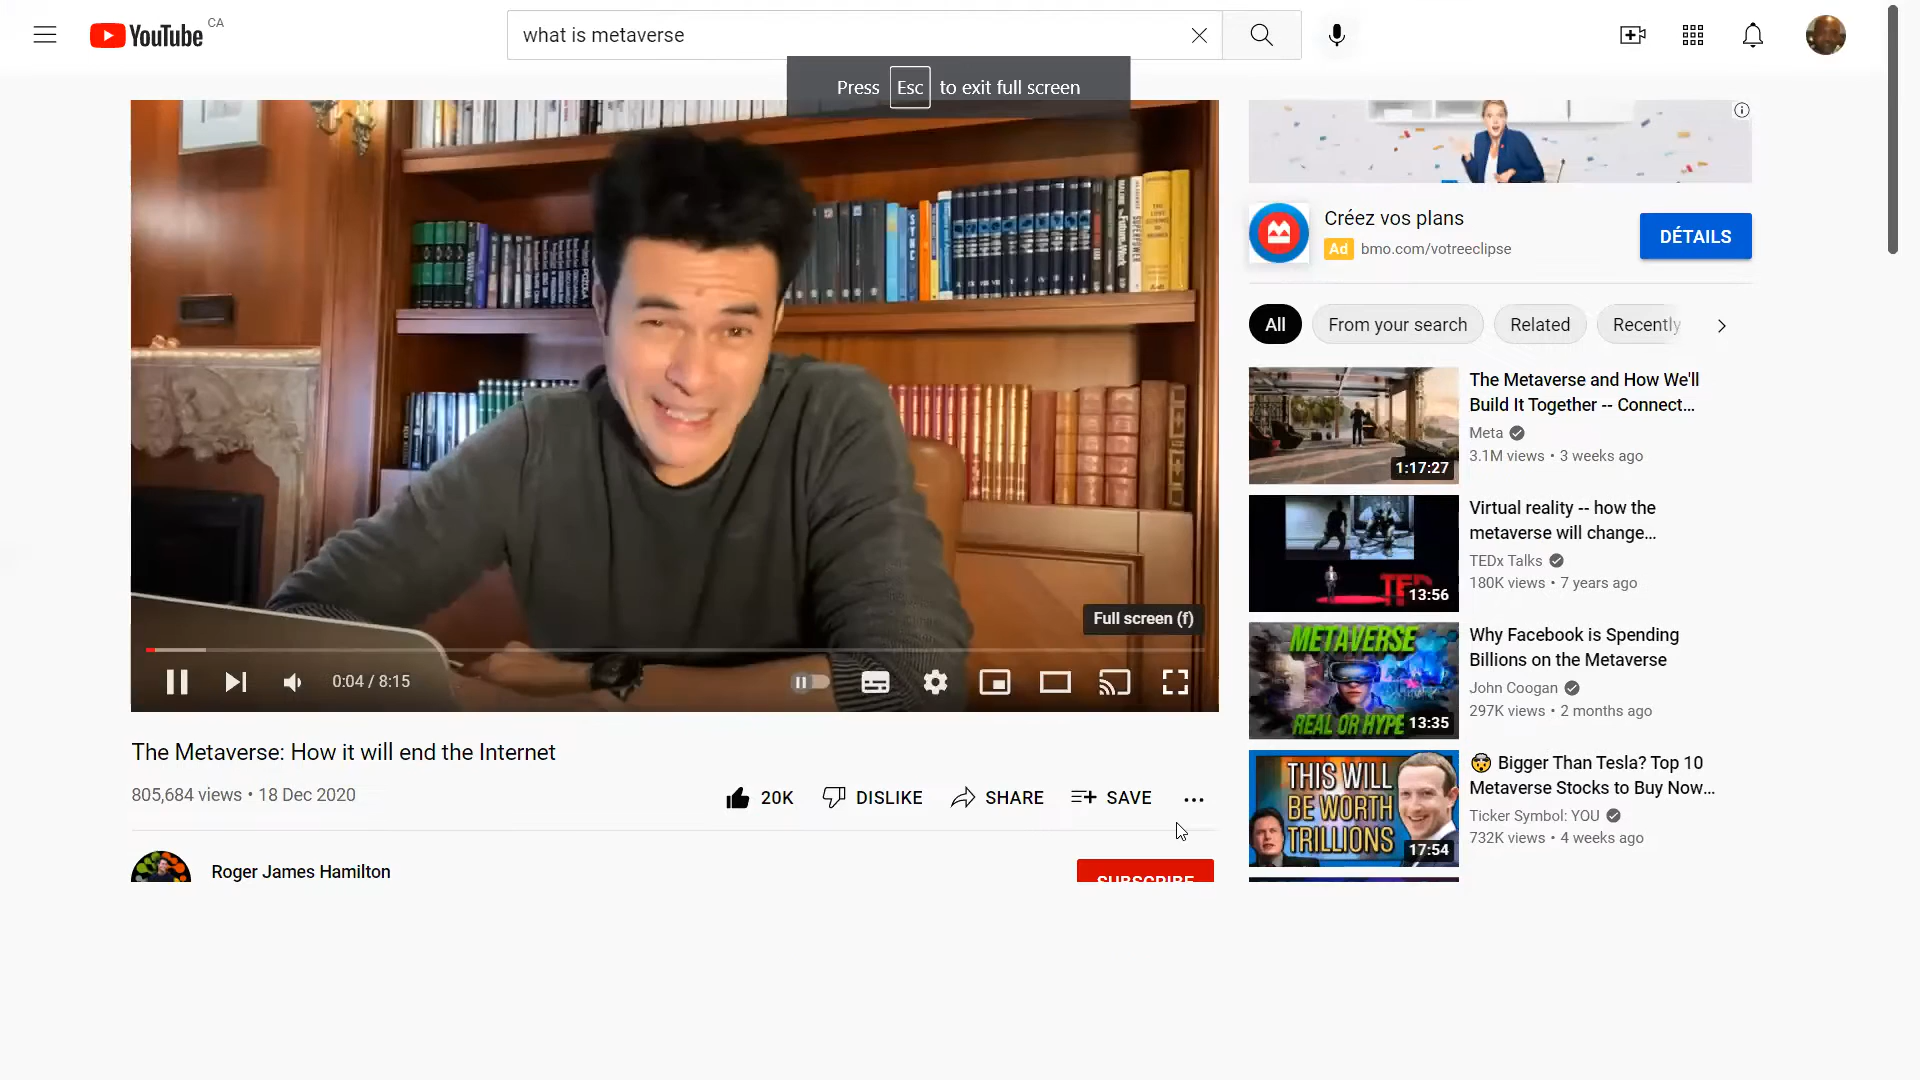 YouTube CA
what is metaverse
Press Esc to exit full screen
STNC
Full screen (f)
0:04 / 8:15
The Metaverse: How it will end the Internet
805,684 views • 18 Dec 2020
20K
DISLIKE
SHARE
SAVE
Roger James Hamilton
SUBSCRIBE
Créez vos plans
Ad bmo.com/votreeclipse
DÉTAILS
All
From your search
Related
Recently
1:17:27
The Metaverse and How We'll
Build It Together -- Connect...
Meta
3.1M views • 3 weeks ago
TED
13:56
Virtual reality -- how the
metaverse will change...
TEDx Talks
180K views • 7 years ago
METAVERSE
REAL OR HYPE
13:35
Why Facebook is Spending
Billions on the Metaverse
John Coogan
297K views • 2 months ago
THIS WILL
BE WORTH
TRILLIONS
17:54
🤯 Bigger Than Tesla? Top 10
Metaverse Stocks to Buy Now...
Ticker Symbol: YOU
732K views • 4 weeks ago